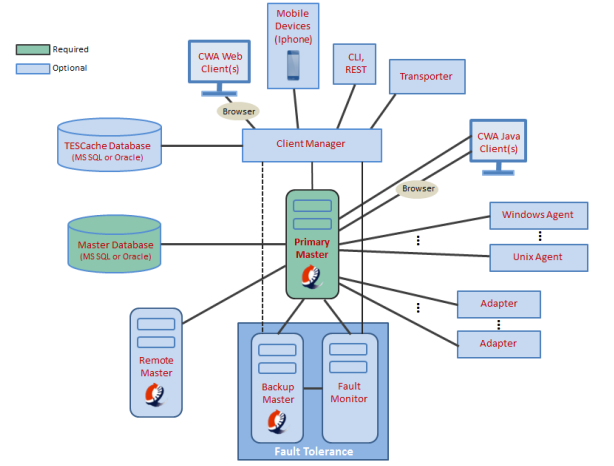 Required
Optional
CWA Web
Client(s)
Mobile
Devices
(Iphone)
CLI,
REST
Transporter
Browser
TESCache Database
(MS SQL or Oracle)
Client Manager
CWA Java
Client(s)
Browser
Master Database
(MS SQL or Oracle)
Primary
Master
Windows Agent
Unix Agent
Adapter
Adapter
Remote
Master
Backup
Master
Fault
Monitor
Fault Tolerance